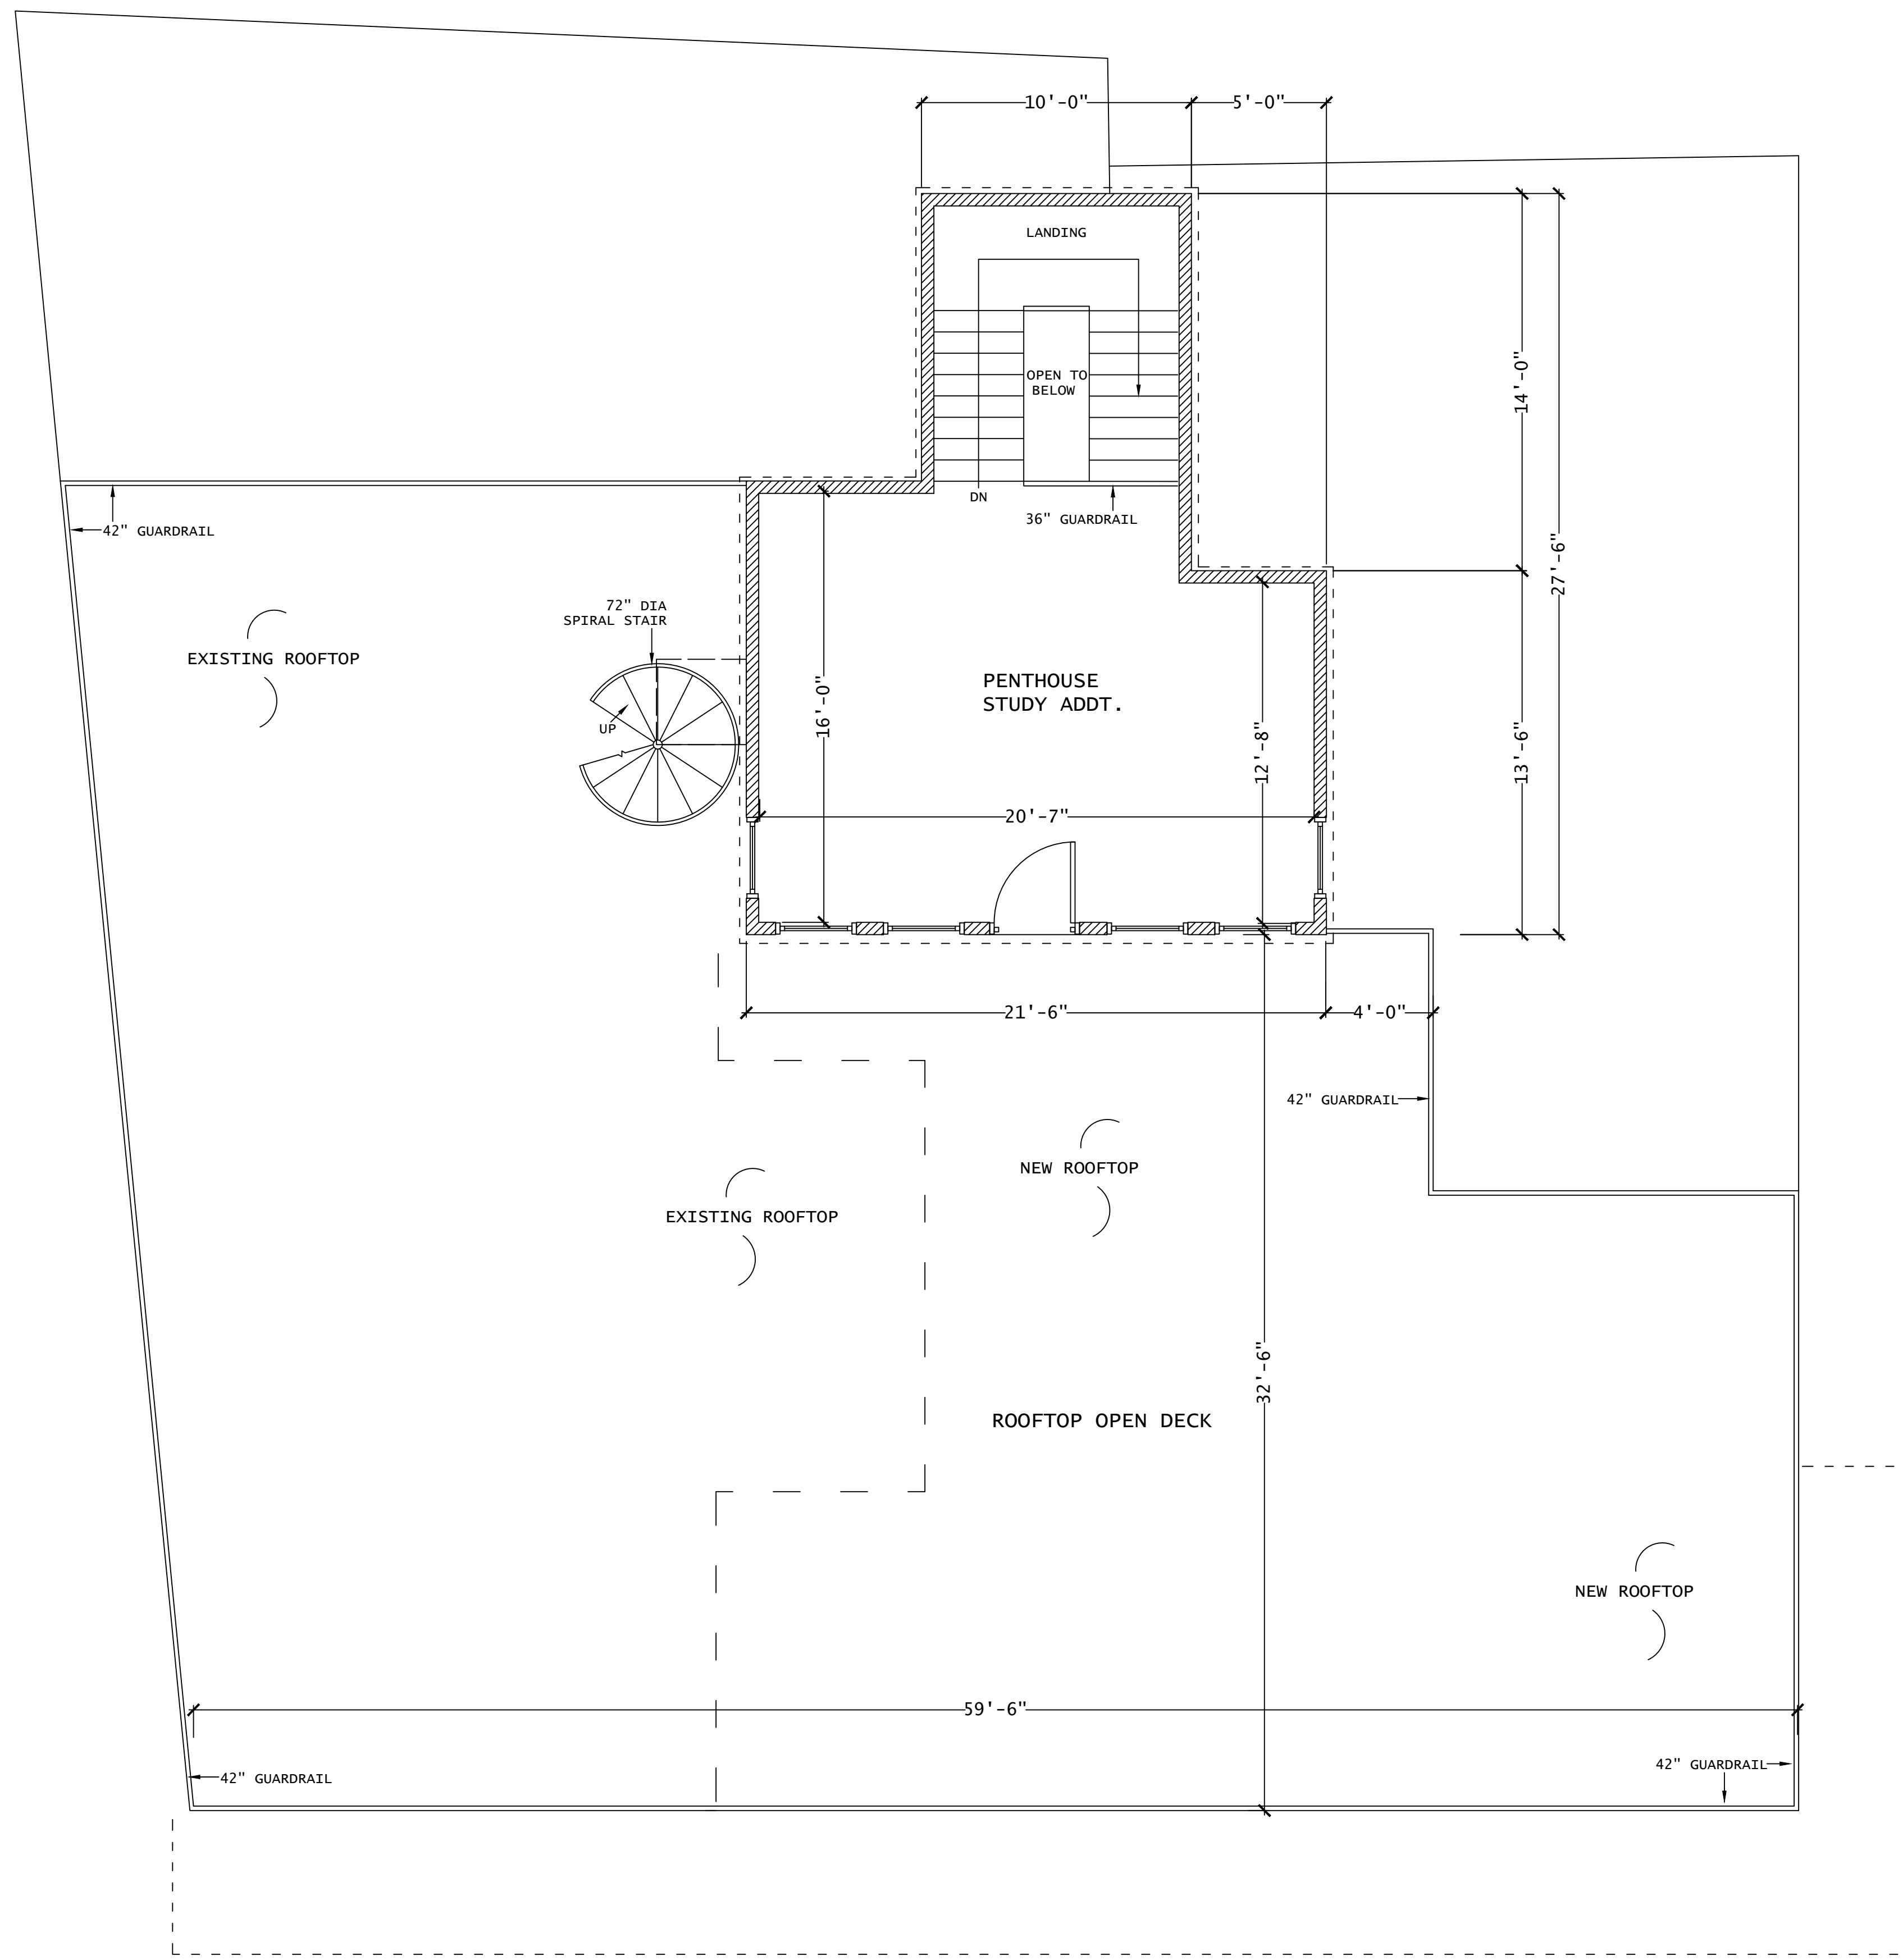 10'-0"
5'-0"
LANDING
14'-0"
27'-6"
OPEN TO
BELOW
DN
36" GUARDRAIL
42" GUARDRAIL
72" DIA
SPIRAL STAIR
EXISTING ROOFTOP
UP
16'-0"
PENTHOUSE
STUDY ADDT.
12'-8"
13'-6"
20'-7"
21'-6"
4'-0"
42" GUARDRAIL
NEW ROOFTOP
EXISTING ROOFTOP
32'-6"
ROOFTOP OPEN DECK
NEW ROOFTOP
59'-6"
42" GUARDRAIL
42" GUARDRAIL